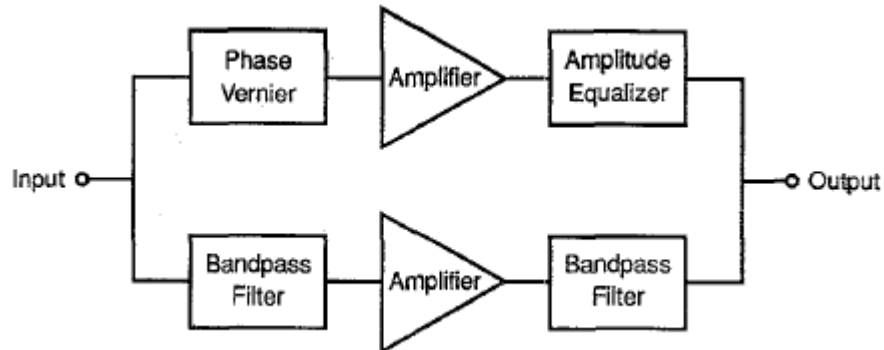 Phase
Vernier
Amplifier
Amplitude
Equalizer
Input
Output
Bandpass
Filter
Amplifier
Bandpass
Filter